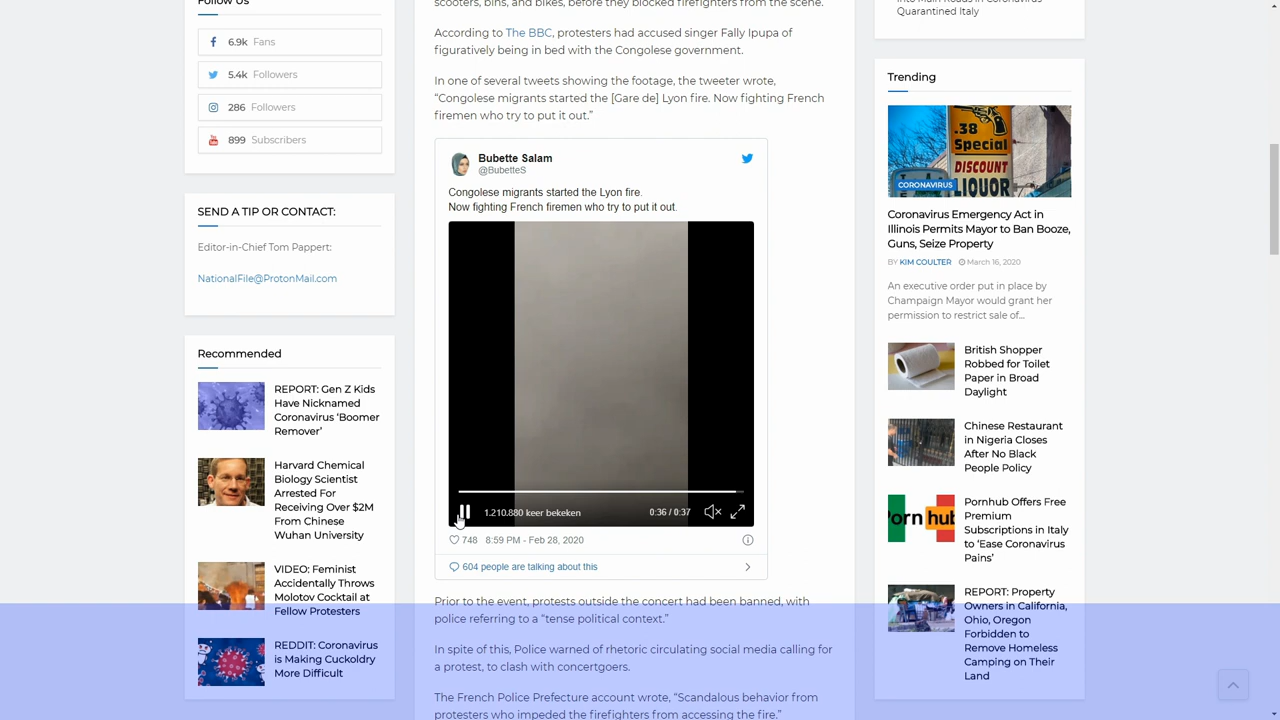 Follow Us
6.9k Fans
5.4k Followers
286 Followers
899 Subscribers
SEND A TIP OR CONTACT:
Editor-in-Chief Tom Pappert:
NationalFile@ProtonMail.com
Recommended
REPORT: Gen Z Kids
Have Nicknamed
Coronavirus ‘Boomer
Remover’
Harvard Chemical
Biology Scientist
Arrested For
Receiving Over $2M
From Chinese
Wuhan University
VIDEO: Feminist
Accidentally Throws
Molotov Cocktail at
Fellow Protesters
REDDIT: Coronavirus
is Making Cuckoldry
More Difficult
scooters, bins, and bikes, before they blocked firefighters from the scene.
According to The BBC, protesters had accused singer Fally Ipupa of
figuratively being in bed with the Congolese government.
In one of several tweets showing the footage, the tweeter wrote,
“Congolese migrants started the [Gare de] Lyon fire. Now fighting French
firemen who try to put it out.”
Bubette Salam
@BubetteS
Congolese migrants started the Lyon fire.
Now fighting French firemen who try to put it out.
1.210.880 keer bekeken
0:36 / 0:37
748 8:59 PM - Feb 28, 2020
604 people are talking about this
Prior to the event, protests outside the concert had been banned, with
police referring to a “tense political context.”
In spite of this, Police warned of rhetoric circulating social media calling for
a protest, to clash with concertgoers.
The French Police Prefecture account wrote, “Scandalous behavior from
protesters who impeded the firefighters from accessing the fire.”
into Main Roads in Coronavirus
Quarantined Italy
Trending
.38
Special
DISCOUNT
LIQUOR
CORONAVIRUS
Coronavirus Emergency Act in
Illinois Permits Mayor to Ban Booze,
Guns, Seize Property
BY KIM COULTER March 16, 2020
An executive order put in place by
Champaign Mayor would grant her
permission to restrict sale of...
British Shopper
Robbed for Toilet
Paper in Broad
Daylight
Chinese Restaurant
in Nigeria Closes
After No Black
People Policy
Porn hub
Pornhub Offers Free
Premium
Subscriptions in Italy
to ‘Ease Coronavirus
Pains’
REPORT: Property
Owners in California,
Ohio, Oregon
Forbidden to
Remove Homeless
Camping on Their
Land